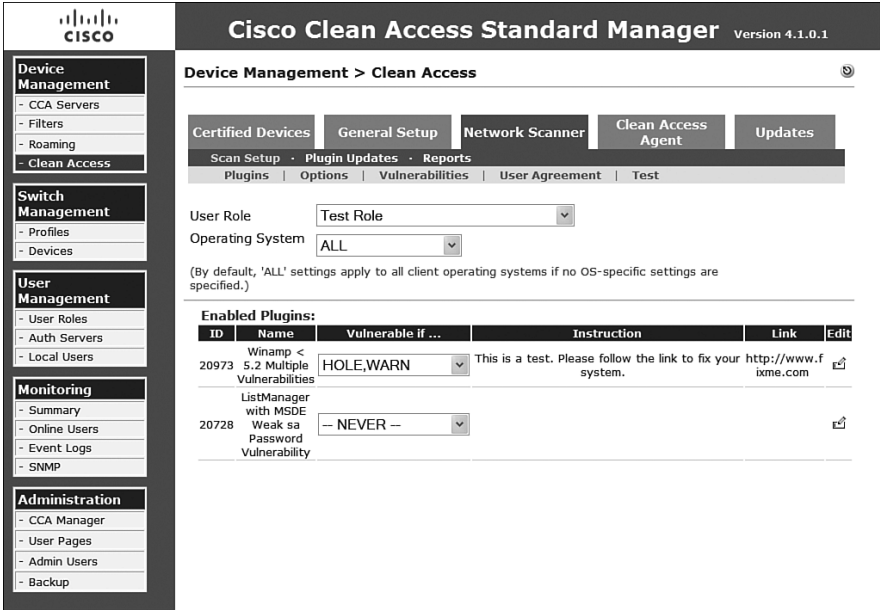 CISCO
Cisco Clean Access Standard Manager Version 4.1.0.1
Device
Management
- CCA Servers
- Filters
- Roaming
- Clean Access
Switch
Management
- Profiles
- Devices
User
Management
- User Roles
- Auth Servers
- Local Users
Monitoring
- Summary
- Online Users
- Event Logs
- SNMP
Administration
- CCA Manager
- User Pages
- Admin Users
- Backup
Device Management > Clean Access
Certified Devices
General Setup
Network Scanner
Clean Access
Agent
Updates
Scan Setup · Plugin Updates · Reports
Plugins | Options | Vulnerabilities | User Agreement | Test
User Role Test Role
Operating System ALL
(By default, 'ALL' settings apply to all client operating systems if no OS-specific settings are
specified.)
Enabled Plugins:
ID Name Vulnerable if ... Instruction Link Edit
20973
Winamp <
5.2 Multiple
Vulnerabilities
HOLE,WARN
This is a test. Please follow the link to fix your
system.
http://www.f
ixme.com
20728
ListManager
with MSDE
Weak sa
Password
Vulnerability
-- NEVER --